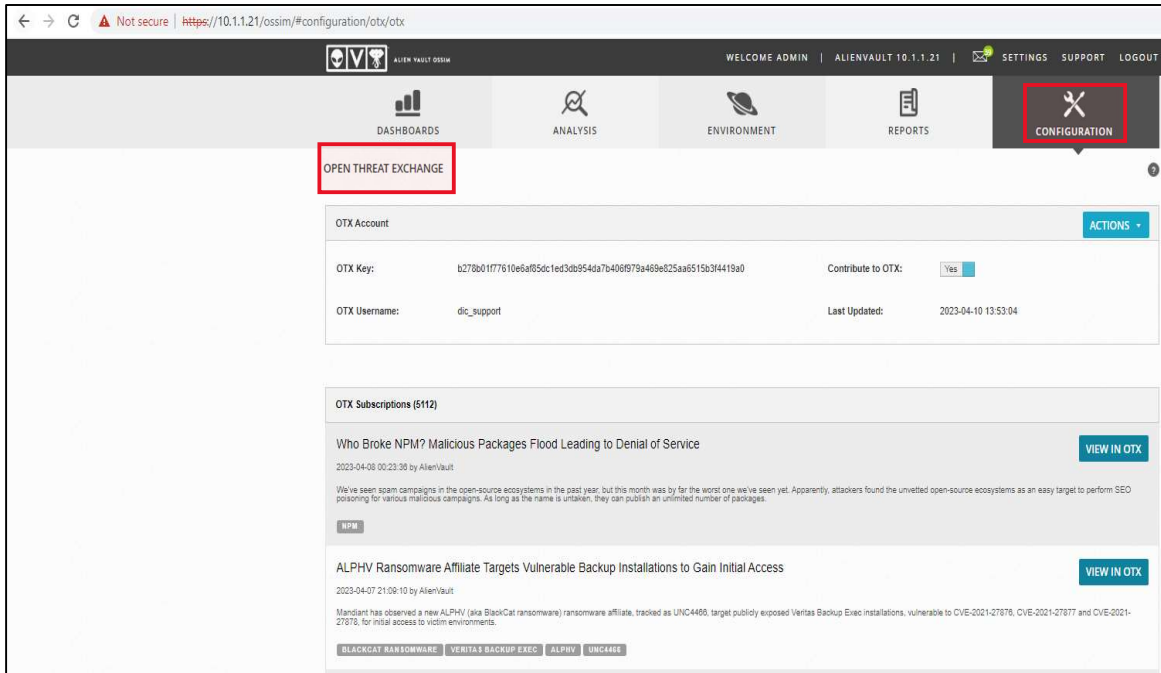 Not secure | https://10.1.1.21/ossim/#configuration/otx/otx
ALIEN VAULT OSSIM
WELCOME ADMIN | ALIENVAULT 10.1.1.21 | SETTINGS SUPPORT LOGOUT
DASHBOARDS ANALYSIS ENVIRONMENT REPORTS CONFIGURATION
OPEN THREAT EXCHANGE
OTX Account ACTIONS
OTX Key: b278b01f77610e6af85dc1ed3db954da7b406f979a469e825aa6515b3f4419a0 Contribute to OTX: Yes
OTX Username: dic_support Last Updated: 2023-04-10 13:53:04
OTX Subscriptions (5112)
Who Broke NPM? Malicious Packages Flood Leading to Denial of Service VIEW IN OTX
2023-04-08 00:23:36 by AlienVault
We've seen spam campaigns in the open-source ecosystems in the past year, but this month was by far the worst one we've seen yet. Apparently, attackers found the unvetted open-source ecosystems as an easy target to perform SEO
poisoning for various malicious campaigns. As long as the name is untaken, they can publish an unlimited number of packages.
NPM
ALPHV Ransomware Affiliate Targets Vulnerable Backup Installations to Gain Initial Access VIEW IN OTX
2023-04-07 21:09:10 by AlienVault
Mandiant has observed a new ALPHV (aka BlackCat ransomware) ransomware affiliate, tracked as UNC4466, target publicly exposed Veritas Backup Exec installations, vulnerable to CVE-2021-27876, CVE-2021-27877 and CVE-2021-
27878, for initial access to victim environments.
BLACKCAT RANSOMWARE VERITAS BACKUP EXEC ALPHV UNC4466